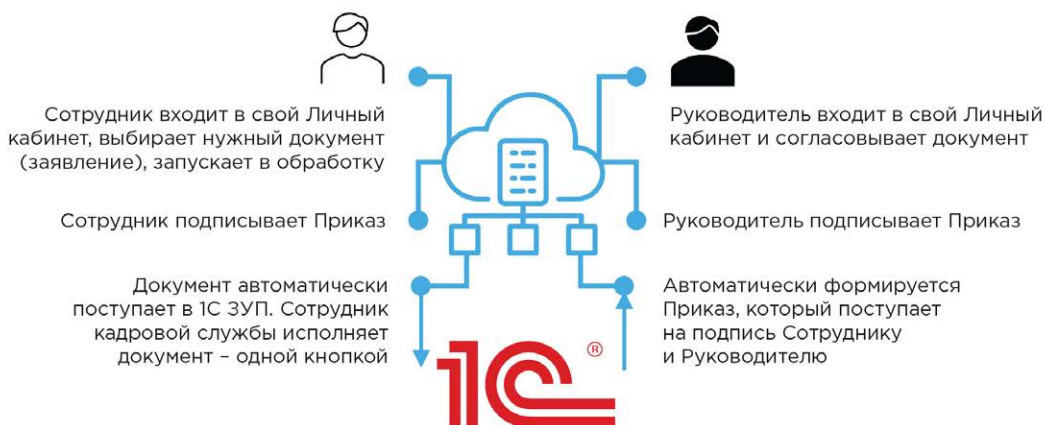 Сотрудник входит в свой Личный
кабинет, выбирает нужный документ
(заявление), запускает в обработку
Руководитель входит в свой Личный
кабинет и согласовывает документ
Сотрудник подписывает Приказ
Руководитель подписывает Приказ
Документ автоматически
поступает в 1С ЗУП. Сотрудник
кадровой службы исполняет
документ – одной кнопкой
Автоматически формируется
Приказ, который поступает
на подпись Сотруднику
и Руководителю
1С®